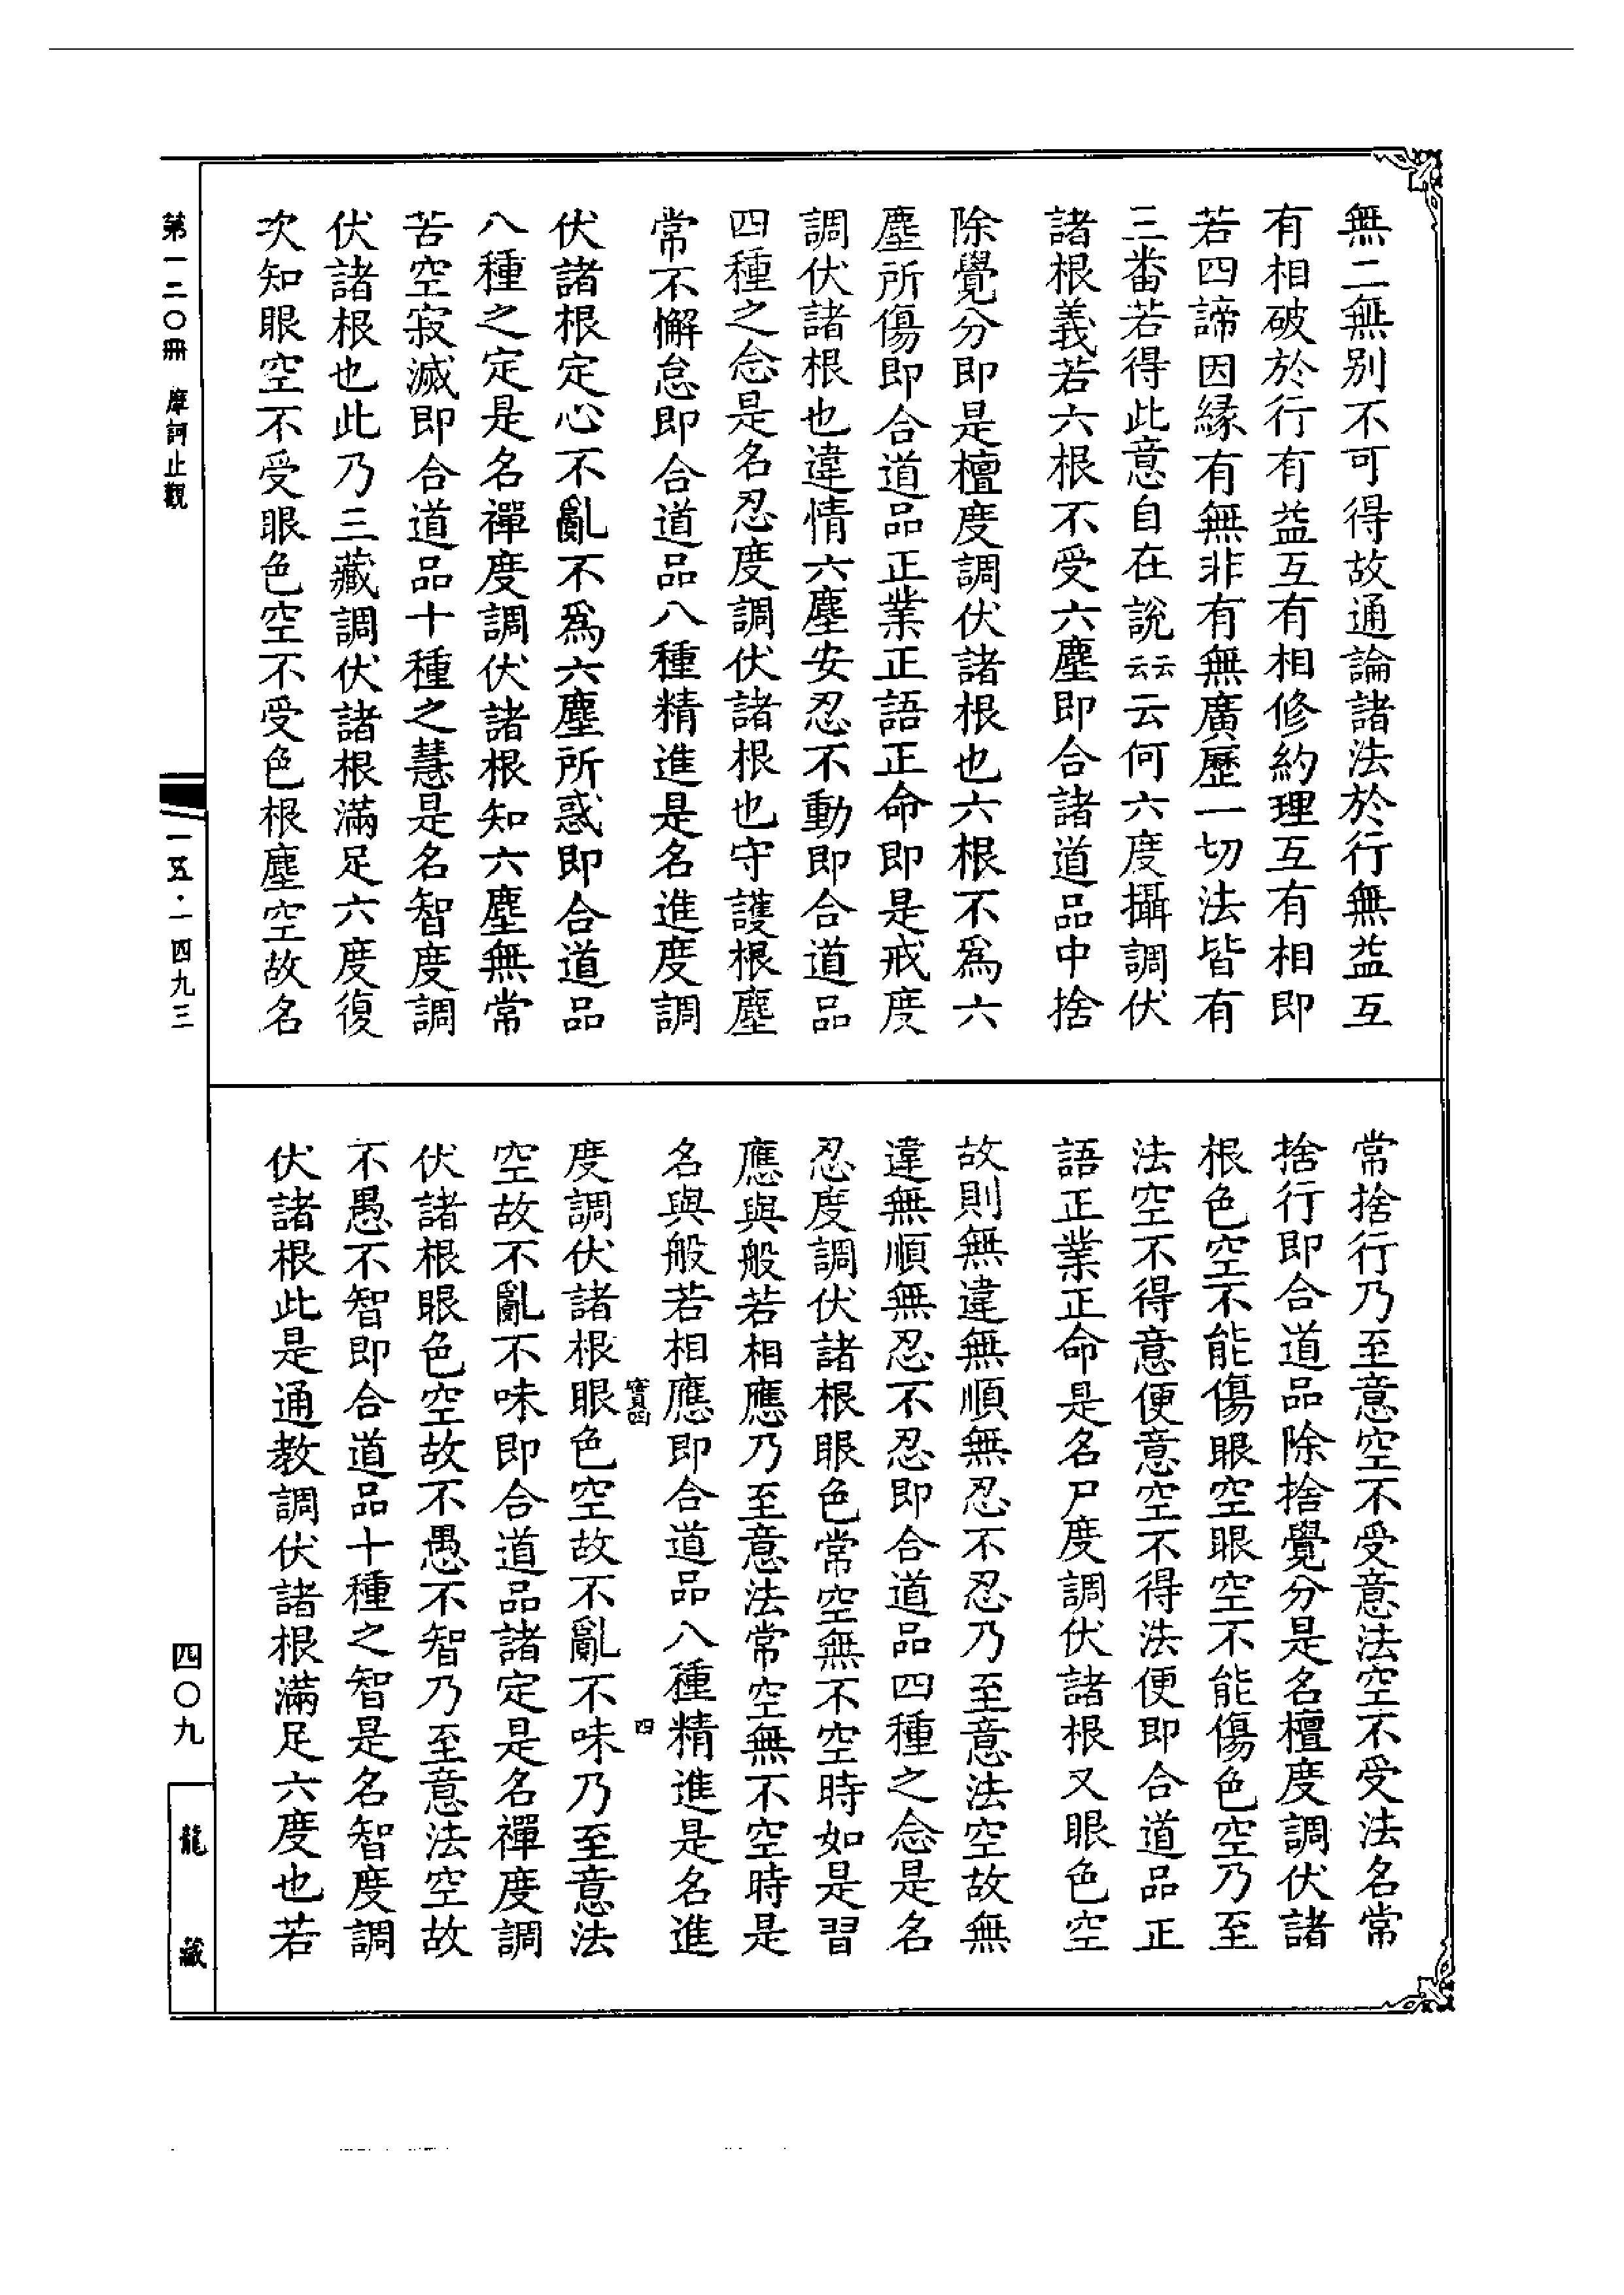 無二無別不可得故通論諸法於行無益互
有相破於行有益互有相修約理互有相即
若四諦因縁有無非有無廣歷一切法皆有
三番若得此意自在說云云云何六度攝調伏
諸根義若六根不受六塵即合諸道品中捨
除覺分即是檀度調伏諸根也六根不爲六
塵所傷即合道品正業正語正命即是戒度
調伏諸根也違情六塵安忍不動即合道品
四種之念是名忍度調伏諸根也守護根塵
常不懈怠即合道品八種精進是名進度調
伏諸根定心不亂不爲六塵所惑即合道品
八種之定是名禪度調伏諸根知六塵無常
苦空寂滅即合道品十種之慧是名智度調
伏諸根也此乃三藏調伏諸根滿足六度復
次知眼空不受眼色空不受色根塵空故名
常捨行乃至意空不受意法空不受法名常
捨行即合道品除捨覺分是名檀度調伏諸
根色空不能傷眼空眼空不能傷色空乃至
法空不得意便意空不得法便即合道品正
語正業正命是名尸度調伏諸根又眼色空
故則無違無順無忍不忍乃至意法空故無
違無順無忍不忍即合道品四種之念是名
忍度調伏諸根眼色常空無不空時如是習
應與般若相應乃至意法常空無不空時是
名與般若相應即合道品八種精進是名進
寶四 四
度調伏諸根眼色空故不亂不味乃至意法
空故不亂不味即合道品諸定是名禪度調
伏諸根眼色空故不愚不智乃至意法空故
不愚不智即合道品十種之智是名智度調
伏諸根此是通教調伏諸根滿足六度也若
第一二〇冊 摩訶止觀
一五·一四九三
四〇九
龍藏